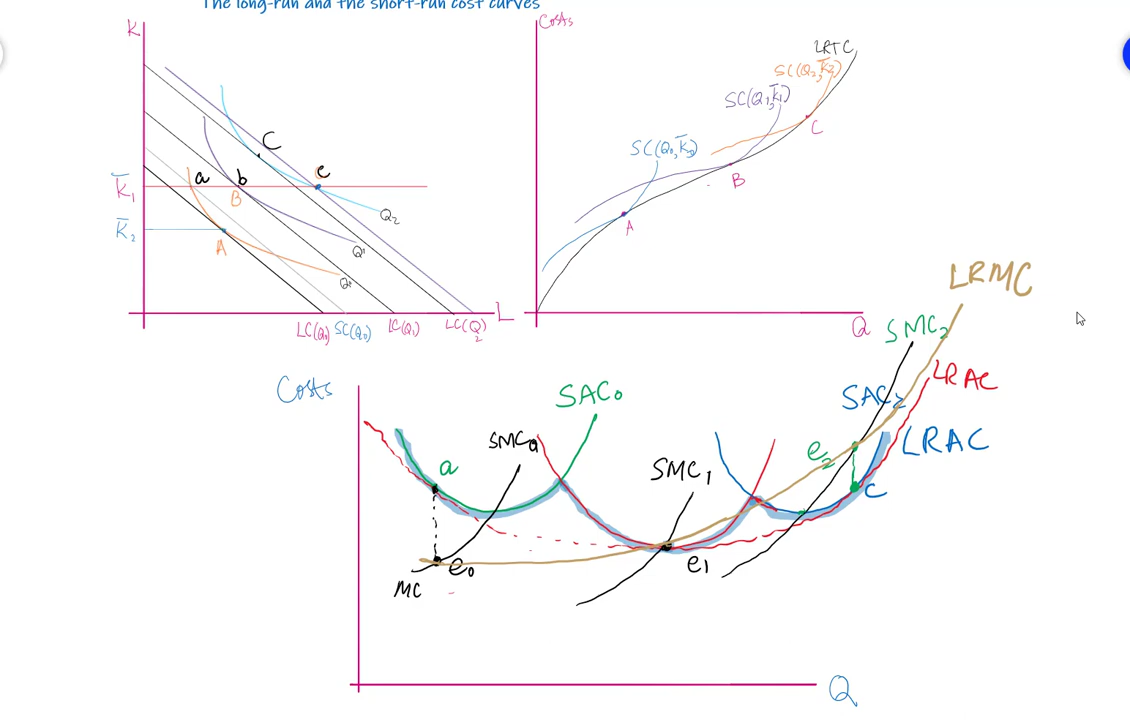 The long-run and the short-run cost curves
K
C
e
a
b
K̄₁
B
Q₂
K̄₂
A
Q₁
Q₀
L
LC(Q₀) SC(Q₀) LC(Q₁) LC(Q₂)
Costs
LRTC
SC(Q₂,K̄₂)
SC(Q₁,K̄₁)
SC(Q₀,K̄₀)
C
B
A
Q
LRMC
SMC₂
LRAC
Costs
SAC₀
SAC₂
SMC₀
LRAC
a
e₂
SMC₁
C
e₀
e₁
MC
Q